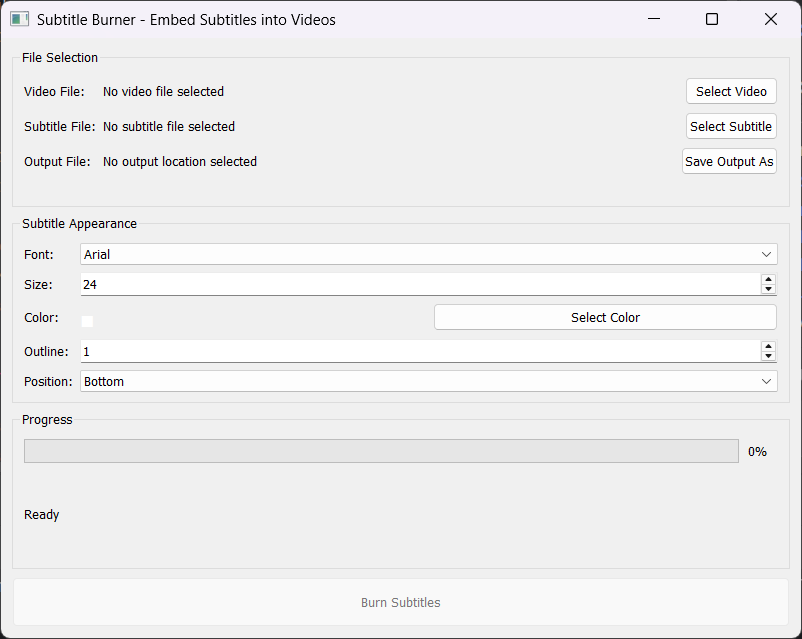 Subtitle Burner - Embed Subtitles into Videos
File Selection
Video File: No video file selected Select Video
Subtitle File: No subtitle file selected Select Subtitle
Output File: No output location selected Save Output As
Subtitle Appearance
Font: Arial
Size: 24
Color: Select Color
Outline: 1
Position: Bottom
Progress
0%
Ready
Burn Subtitles